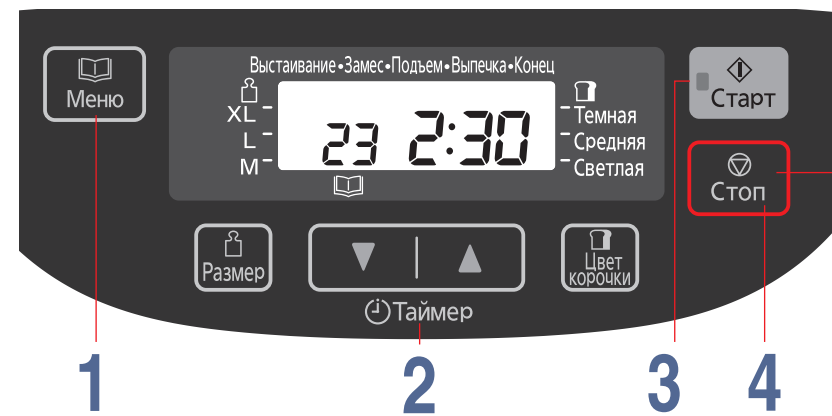 Выстаивание•Замес•Подъем•Выпечка•Конец
Меню
XL
L
M
23 2:30
Темная
Средняя
Светлая
Старт
Стоп
Размер
Цвет
корочки
Таймер
1
2
3
4